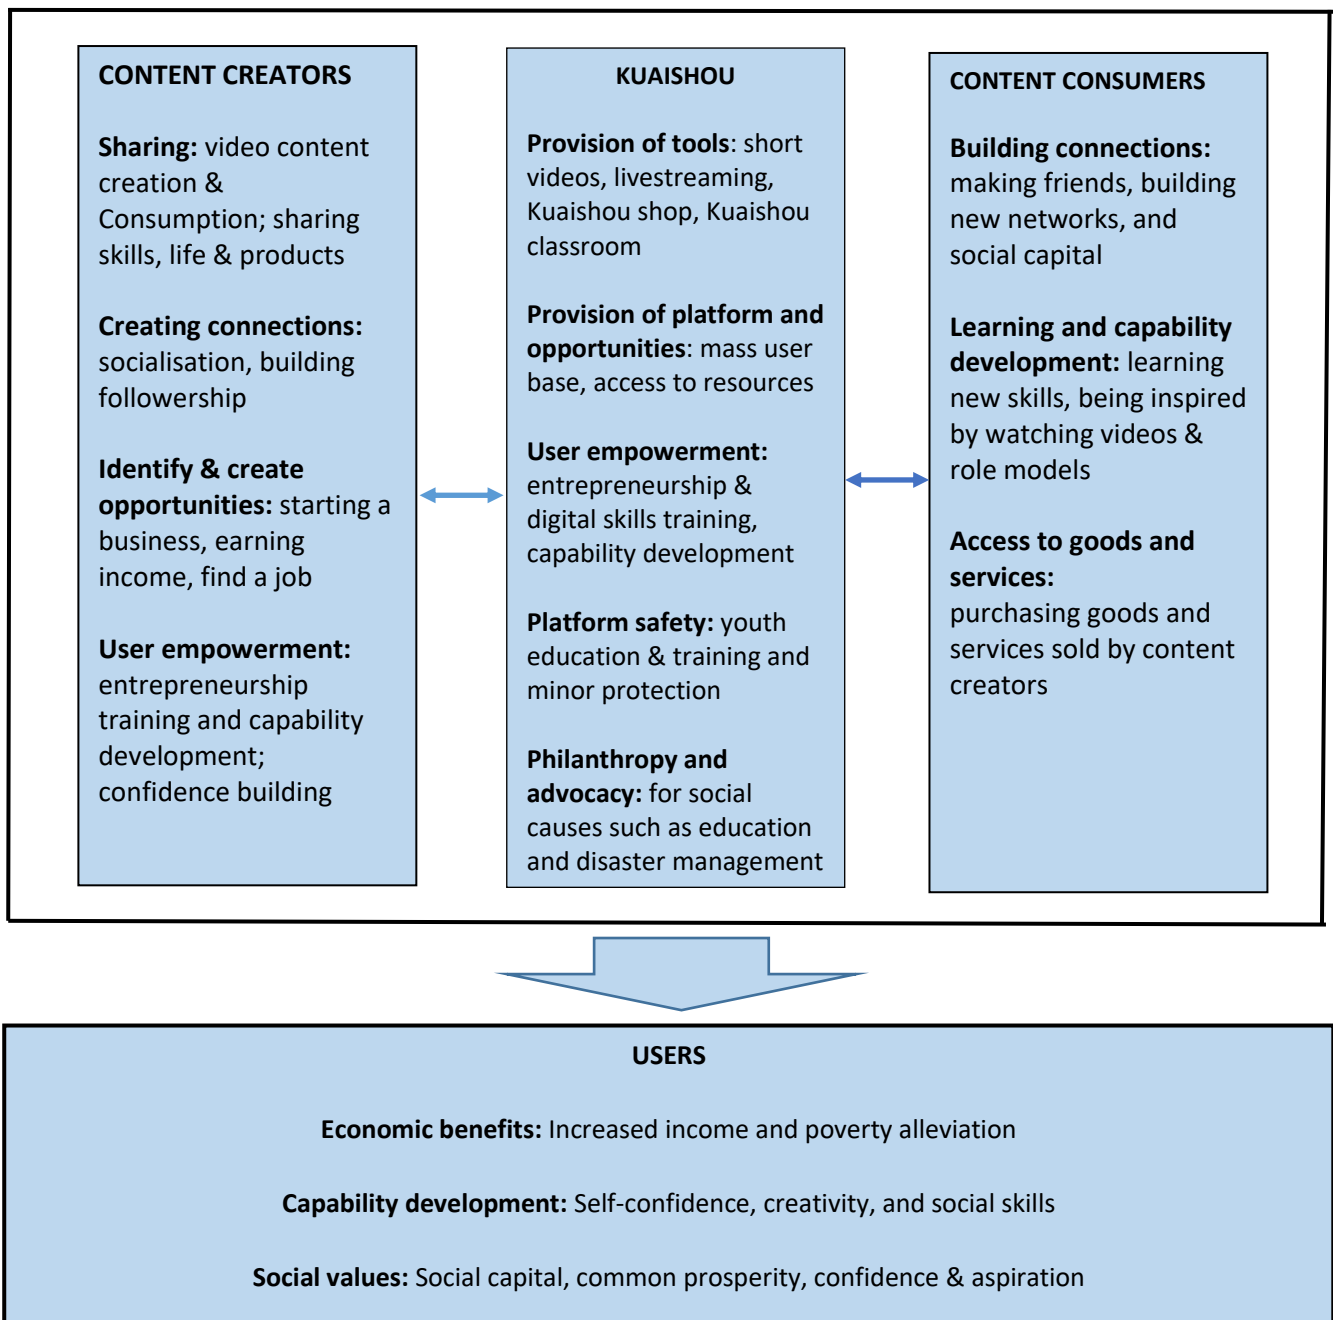 CONTENT CREATORS
Sharing: video content
creation &
Consumption; sharing
skills, life & products
Creating connections:
socialisation, building
followership
Identify & create
opportunities: starting a
business, earning
income, find a job
User empowerment:
entrepreneurship
training and capability
development;
confidence building
KUAISHOU
Provision of tools: short
videos, livestreaming,
Kuaishou shop, Kuaishou
classroom
Provision of platform and
opportunities: mass user
base, access to resources
User empowerment:
entrepreneurship &
digital skills training,
capability development
Platform safety: youth
education & training and
minor protection
Philanthropy and
advocacy: for social
causes such as education
and disaster management
CONTENT CONSUMERS
Building connections:
making friends, building
new networks, and
social capital
Learning and capability
development: learning
new skills, being inspired
by watching videos &
role models
Access to goods and
services:
purchasing goods and
services sold by content
creators
USERS
Economic benefits: Increased income and poverty alleviation
Capability development: Self-confidence, creativity, and social skills
Social values: Social capital, common prosperity, confidence & aspiration